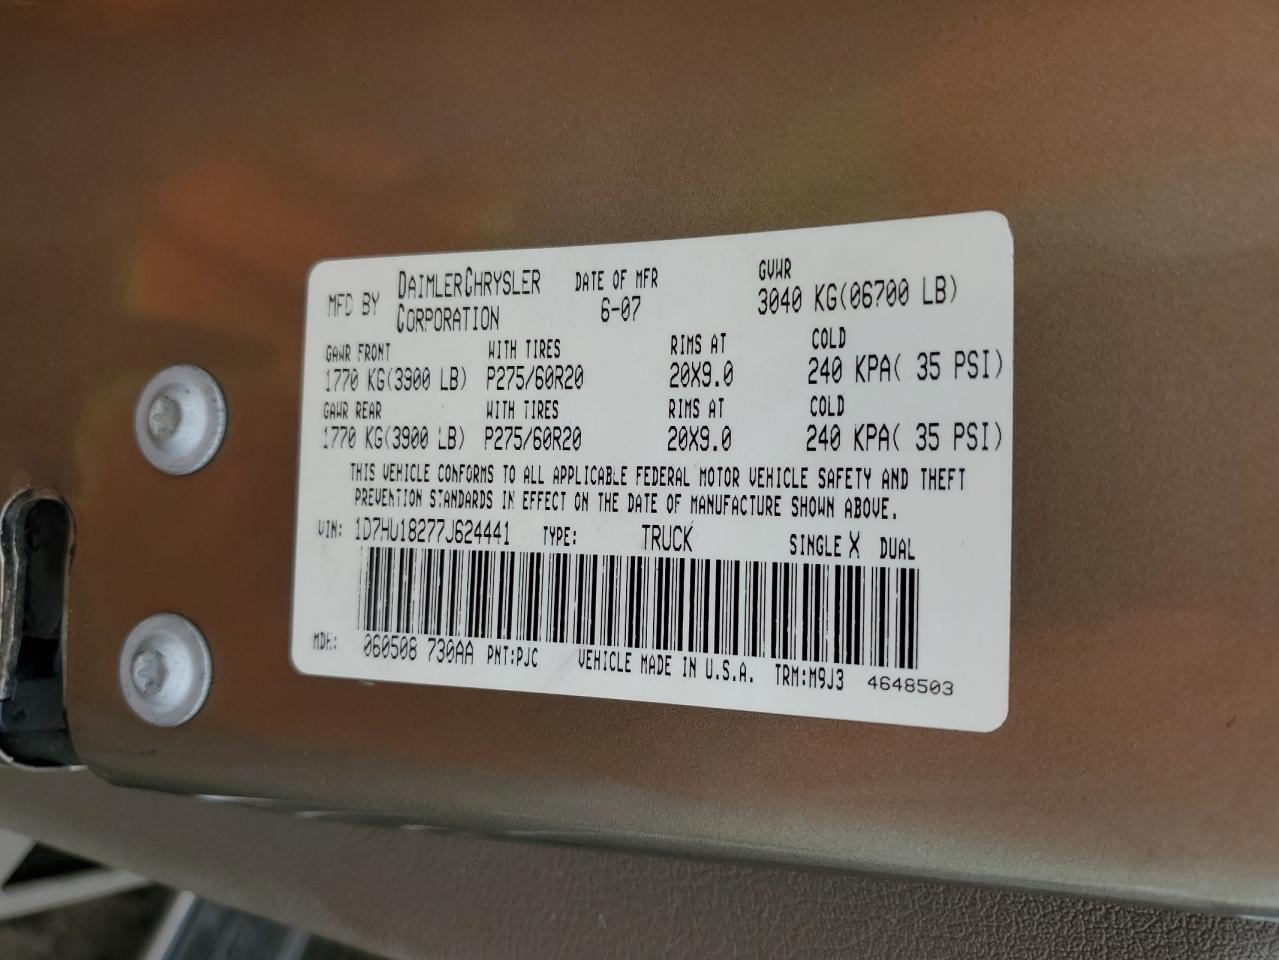 MFD BY DAIMLERCHRYSLER CORPORATION DATE OF MFR 6-07 GVWR 3040 KG(06700 LB)
GAWR FRONT WITH TIRES RIMS AT COLD
1770 KG(3900 LB) P275/60R20 20X9.0 240 KPA( 35 PSI)
GAWR REAR WITH TIRES RIMS AT COLD
1770 KG(3900 LB) P275/60R20 20X9.0 240 KPA( 35 PSI)
THIS VEHICLE CONFORMS TO ALL APPLICABLE FEDERAL MOTOR VEHICLE SAFETY AND THEFT
PREVENTION STANDARDS IN EFFECT ON THE DATE OF MANUFACTURE SHOWN ABOVE.
VIN: 1D7HU18277J624441 TYPE: TRUCK SINGLE X DUAL
MDH: 060508 730AA PNT:PJC VEHICLE MADE IN U.S.A. TRM:M9J3 4648503